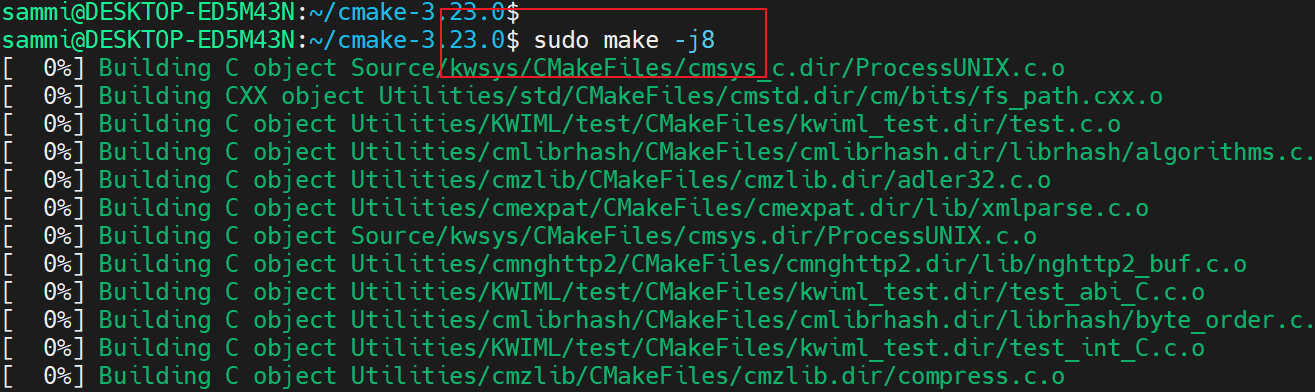 sammi@DESKTOP-ED5M43N:~/cmake-3.23.0$
sammi@DESKTOP-ED5M43N:~/cmake-3.23.0$ sudo make -j8
[  0%] Building C object Source/kwsys/CMakeFiles/cmsys_c.dir/ProcessUNIX.c.o
[  0%] Building CXX object Utilities/std/CMakeFiles/cmstd.dir/cm/bits/fs_path.cxx.o
[  0%] Building C object Utilities/KWIML/test/CMakeFiles/kwiml_test.dir/test.c.o
[  0%] Building C object Utilities/cmlibrhash/CMakeFiles/cmlibrhash.dir/librhash/algorithms.c.
[  0%] Building C object Utilities/cmzlib/CMakeFiles/cmzlib.dir/adler32.c.o
[  0%] Building C object Utilities/cmexpat/CMakeFiles/cmexpat.dir/lib/xmlparse.c.o
[  0%] Building C object Source/kwsys/CMakeFiles/cmsys.dir/ProcessUNIX.c.o
[  0%] Building C object Utilities/cmnghttp2/CMakeFiles/cmnghttp2.dir/lib/nghttp2_buf.c.o
[  0%] Building C object Utilities/KWIML/test/CMakeFiles/kwiml_test.dir/test_abi_C.c.o
[  0%] Building C object Utilities/cmlibrhash/CMakeFiles/cmlibrhash.dir/librhash/byte_order.c.
[  0%] Building C object Utilities/KWIML/test/CMakeFiles/kwiml_test.dir/test_int_C.c.o
[  0%] Building C object Utilities/cmzlib/CMakeFiles/cmzlib.dir/compress.c.o